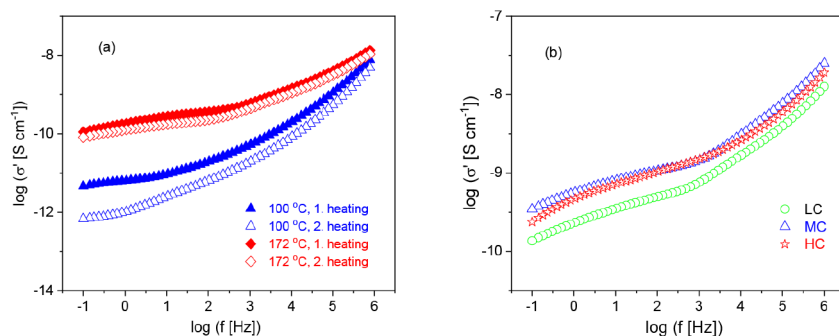 (a)
-8
-10
-12
-14
log (σ' [S cm⁻¹])
100 °C, 1. heating
100 °C, 2. heating
172 °C, 1. heating
172 °C, 2. heating
-1 0 1 2 3 4 5 6
log (f [Hz])
(b)
-7
-8
-9
-10
log (σ' [S cm⁻¹])
LC
MC
HC
-1 0 1 2 3 4 5 6
log (f [Hz])